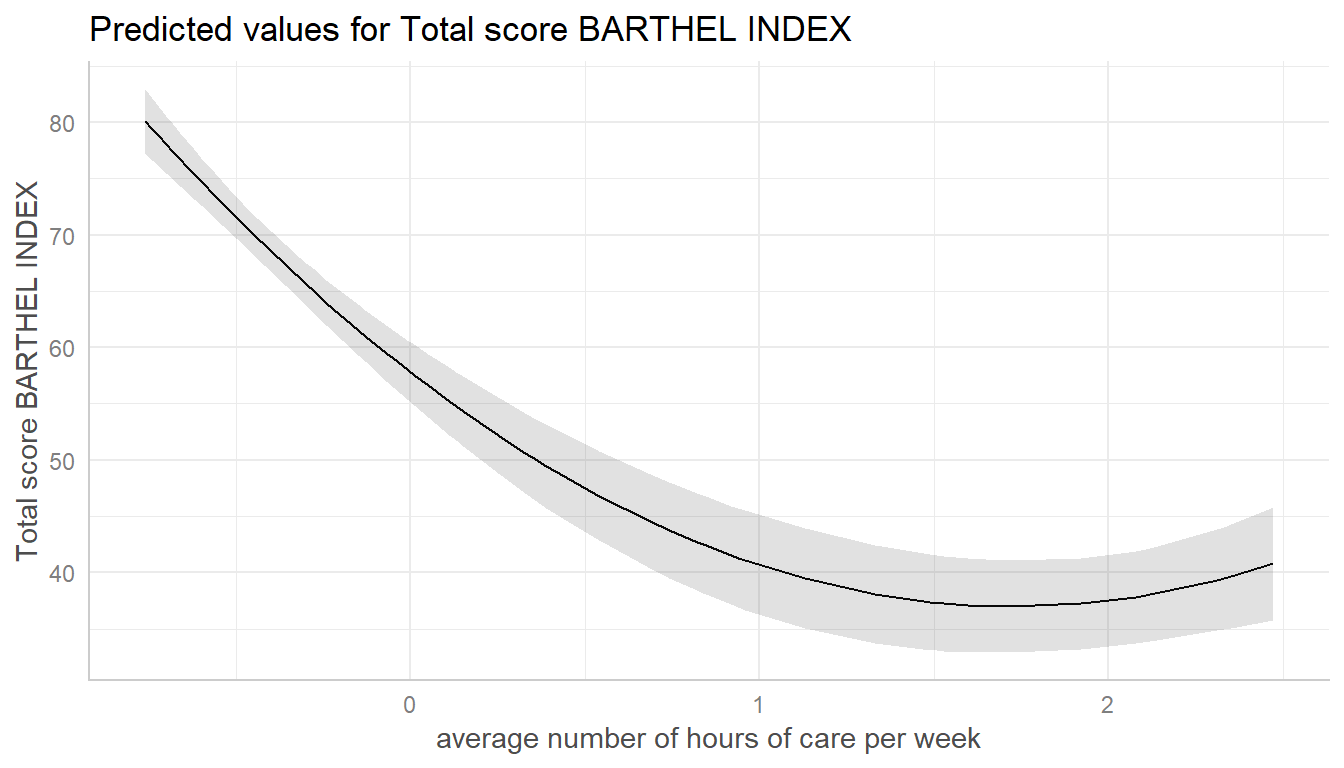 Predicted values for Total score BARTHEL INDEX
Total score BARTHEL INDEX
80
70
60
50
40
0
1
2
average number of hours of care per week